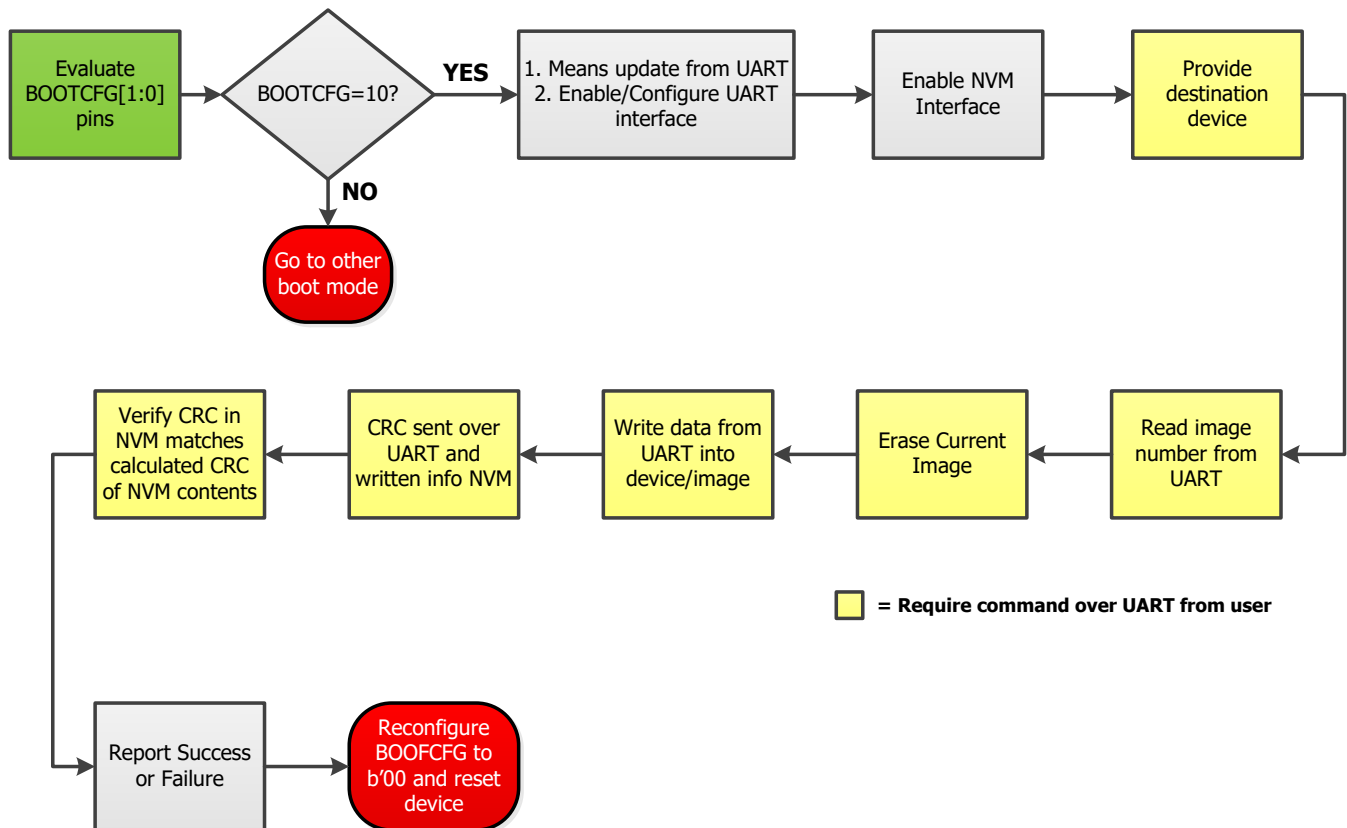 Evaluate
BOOTCFG[1:0]
pins
BOOTCFG=10?
YES
1. Means update from UART
2. Enable/Configure UART
interface
Enable NVM
Interface
Provide
destination
device
NO
Go to other
boot mode
Read image
number from
UART
Erase Current
Image
Write data from
UART into
device/image
CRC sent over
UART and
written info NVM
Verify CRC in
NVM matches
calculated CRC
of NVM contents
= Require command over UART from user
Report Success
or Failure
Reconfigure
BOOFCFG to
b’00 and reset
device